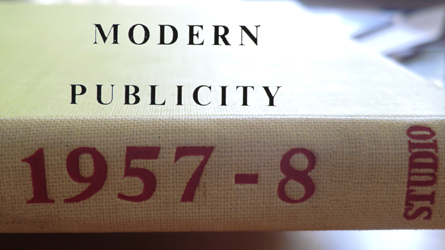 MODERN
PUBLICITY
1957-8
STUDIO